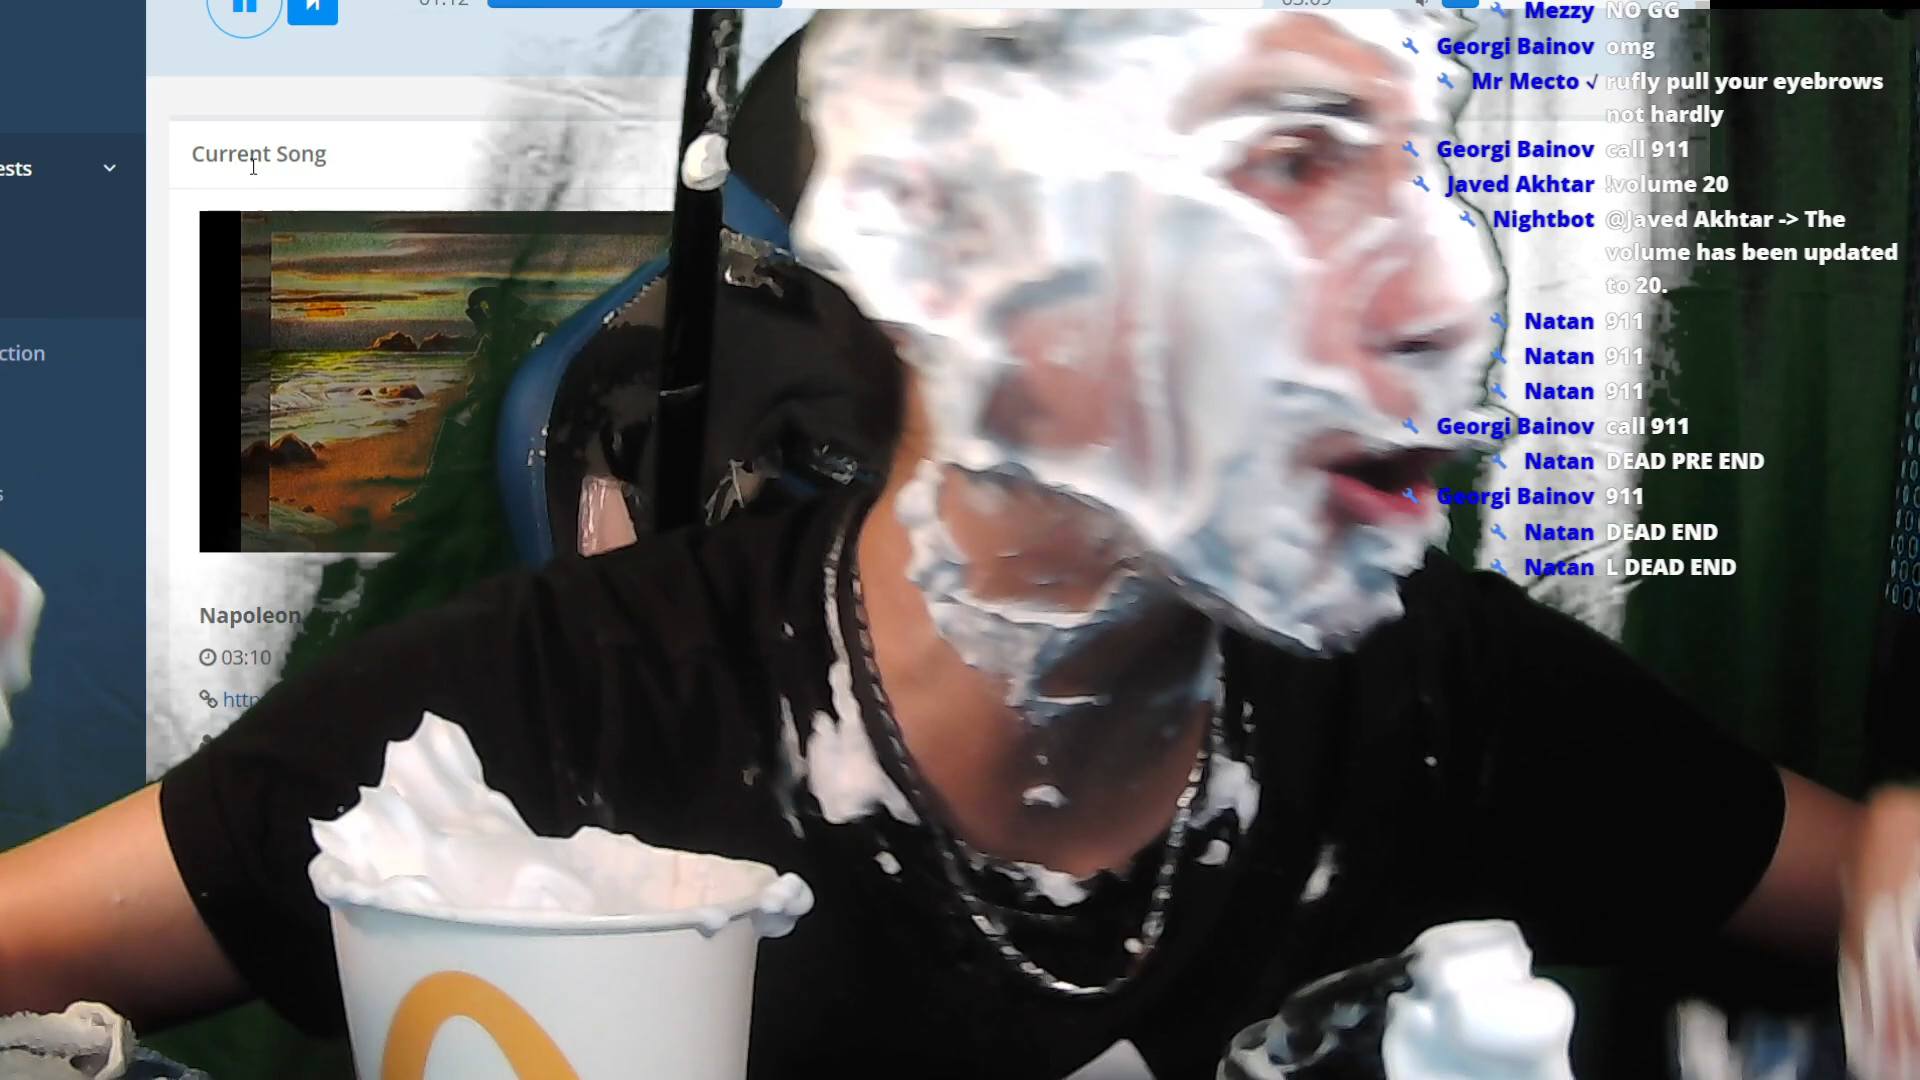 Current Song
Napoleon
03:10
Mezzy NO GG
Georgi Bainov omg
Mr Mecto ✓ rufly pull your eyebrows
not hardly
Georgi Bainov call 911
Javed Akhtar !volume 20
Nightbot @Javed Akhtar -> The
volume has been updated
to 20.
Natan 911
Natan 911
Natan 911
Georgi Bainov call 911
Natan DEAD PRE END
Georgi Bainov 911
Natan DEAD END
Natan L DEAD END